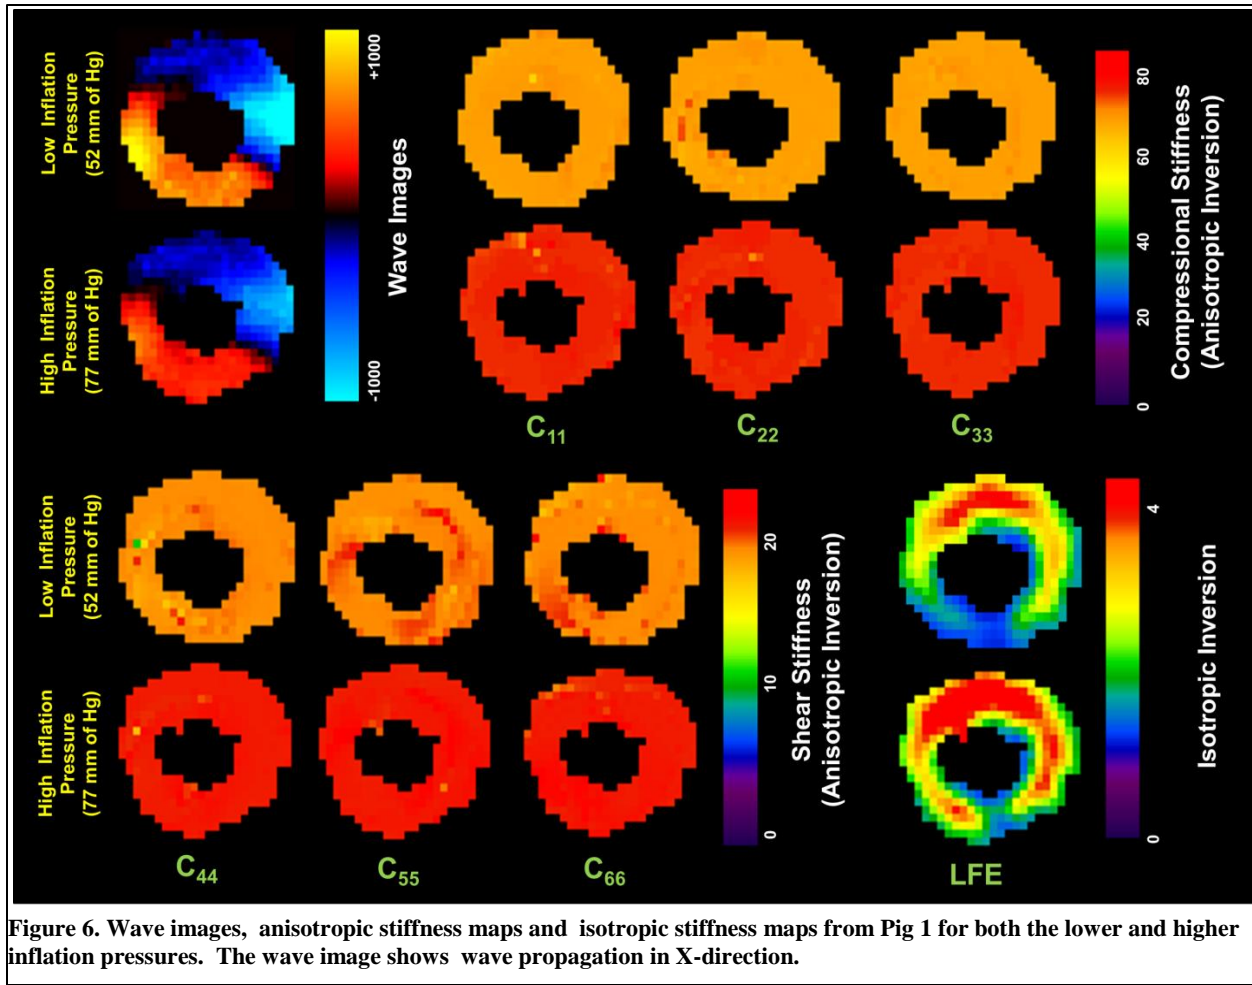 Low Inflation
Pressure
(52 mm of Hg)
High Inflation
Pressure
(77 mm of Hg)
+1000
-1000
Wave Images
C11
C22
C33
80
60
40
20
0
Compressional Stiffness
(Anisotropic Inversion)
Low Inflation
Pressure
(52 mm of Hg)
High Inflation
Pressure
(77 mm of Hg)
C44
C55
C66
20
10
0
Shear Stiffness
(Anisotropic Inversion)
LFE
4
0
Isotropic Inversion
Figure 6. Wave images, anisotropic stiffness maps and isotropic stiffness maps from Pig 1 for both the lower and higher
inflation pressures. The wave image shows wave propagation in X-direction.